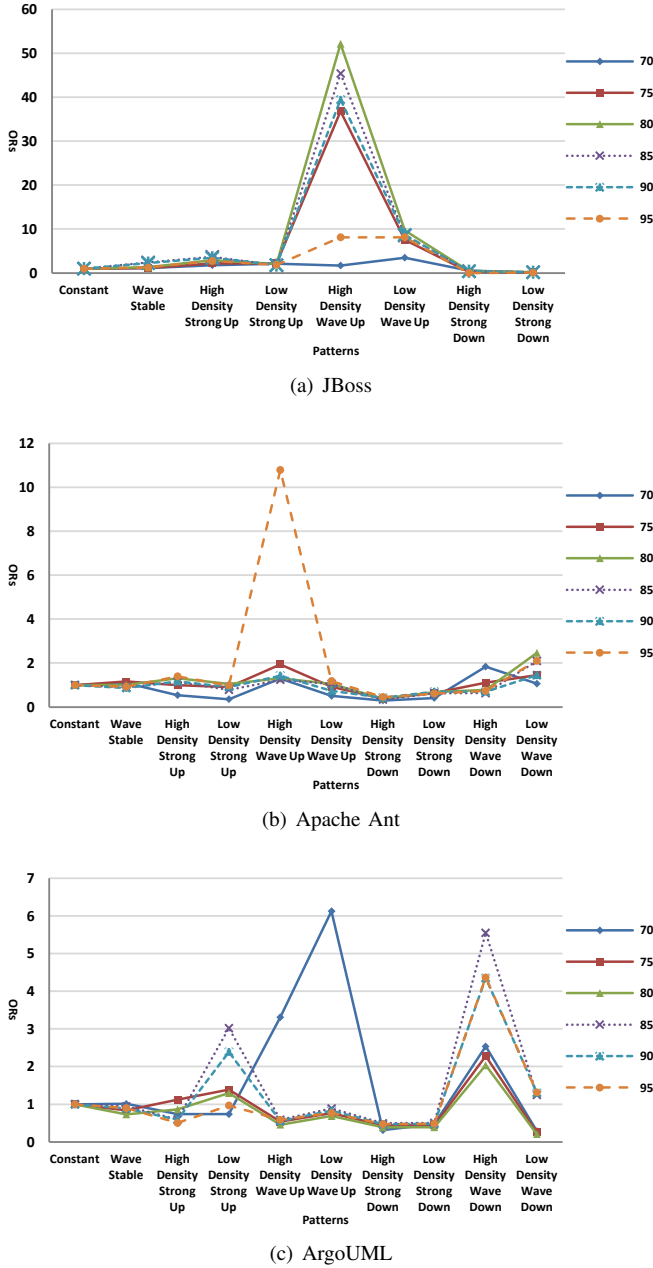 60
50
40
30
20
10
0
ORs
Constant
Wave Stable
High Density Strong Up
Low Density Strong Up
High Density Wave Up
Low Density Wave Up
High Density Strong Down
Low Density Strong Down
Patterns
70
75
80
85
90
95
(a) JBoss
12
10
8
6
4
2
0
ORs
Constant
Wave Stable
High Density Strong Up
Low Density Strong Up
High Density Wave Up
Low Density Wave Up
High Density Strong Down
Low Density Strong Down
High Density Wave Down
Low Density Wave Down
Patterns
70
75
80
85
90
95
(b) Apache Ant
7
6
5
4
3
2
1
0
ORs
Constant
Wave Stable
High Density Strong Up
Low Density Strong Up
High Density Wave Up
Low Density Wave Up
High Density Strong Down
Low Density Strong Down
High Density Wave Down
Low Density Wave Down
Patterns
70
75
80
85
90
95
(c) ArgoUML